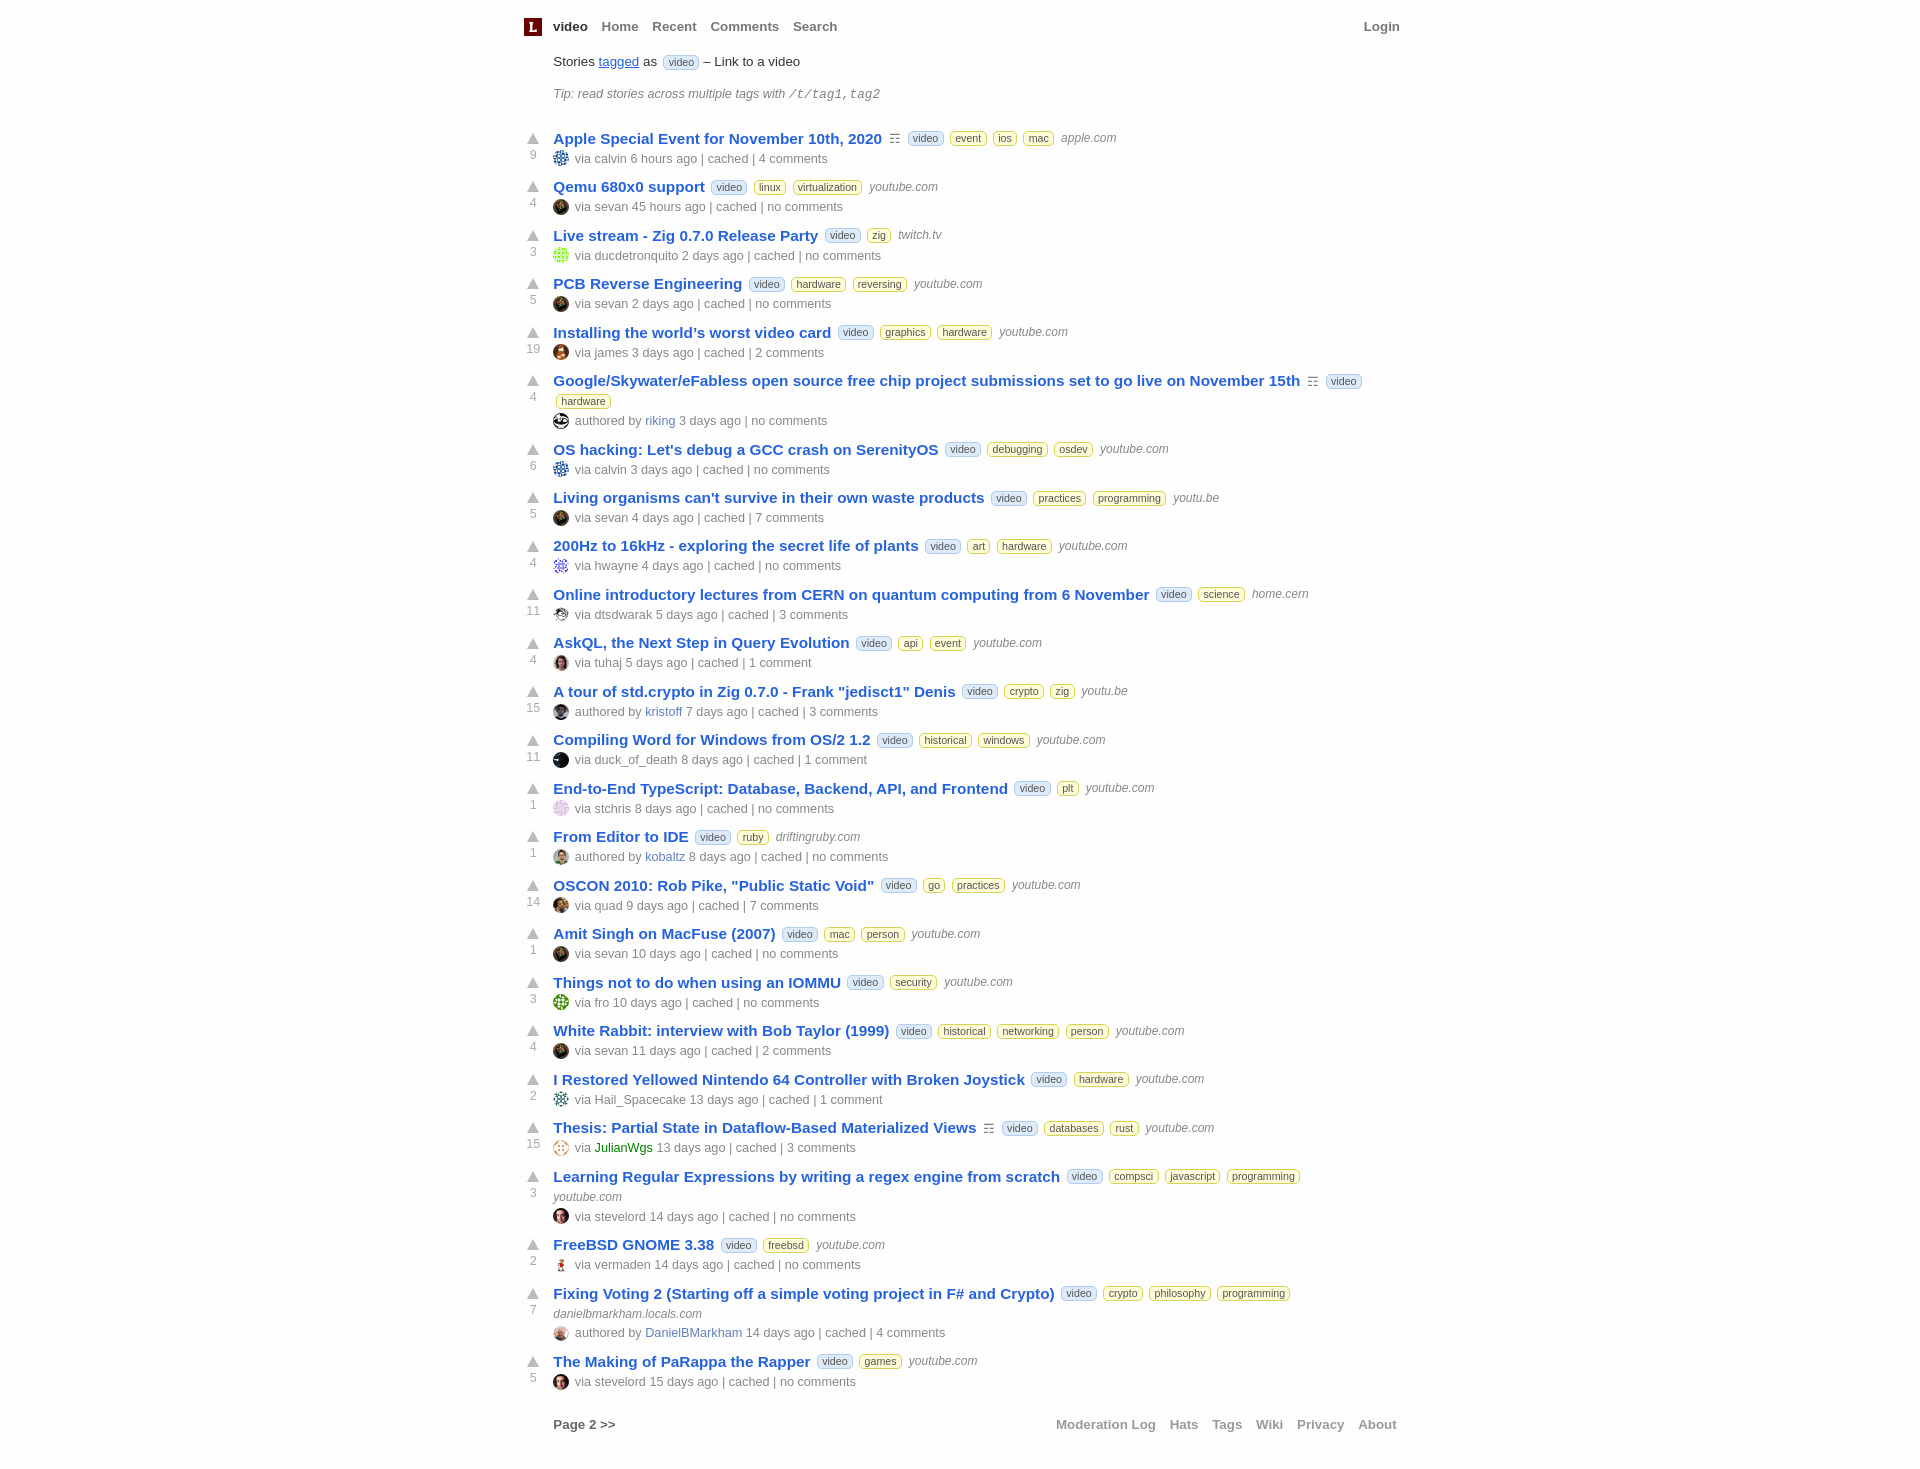 L video Home Recent Comments Search Login
Stories tagged as video – Link to a video
Tip: read stories across multiple tags with /t/tag1,tag2
Apple Special Event for November 10th, 2020 ☶ video event ios mac apple.com
9 via calvin 6 hours ago | cached | 4 comments
Qemu 680x0 support video linux virtualization youtube.com
4 via sevan 45 hours ago | cached | no comments
Live stream - Zig 0.7.0 Release Party video zig twitch.tv
3 via ducdetronquito 2 days ago | cached | no comments
PCB Reverse Engineering video hardware reversing youtube.com
5 via sevan 2 days ago | cached | no comments
Installing the world’s worst video card video graphics hardware youtube.com
19 via james 3 days ago | cached | 2 comments
Google/Skywater/eFabless open source free chip project submissions set to go live on November 15th ☶ video
4 hardware
authored by riking 3 days ago | no comments
OS hacking: Let's debug a GCC crash on SerenityOS video debugging osdev youtube.com
6 via calvin 3 days ago | cached | no comments
Living organisms can't survive in their own waste products video practices programming youtu.be
5 via sevan 4 days ago | cached | 7 comments
200Hz to 16kHz - exploring the secret life of plants video art hardware youtube.com
4 via hwayne 4 days ago | cached | no comments
Online introductory lectures from CERN on quantum computing from 6 November video science home.cern
11 via dtsdwarak 5 days ago | cached | 3 comments
AskQL, the Next Step in Query Evolution video api event youtube.com
4 via tuhaj 5 days ago | cached | 1 comment
A tour of std.crypto in Zig 0.7.0 - Frank "jedisct1" Denis video crypto zig youtu.be
15 authored by kristoff 7 days ago | cached | 3 comments
Compiling Word for Windows from OS/2 1.2 video historical windows youtube.com
11 via duck_of_death 8 days ago | cached | 1 comment
End-to-End TypeScript: Database, Backend, API, and Frontend video plt youtube.com
1 via stchris 8 days ago | cached | no comments
From Editor to IDE video ruby driftingruby.com
1 authored by kobaltz 8 days ago | cached | no comments
OSCON 2010: Rob Pike, "Public Static Void" video go practices youtube.com
14 via quad 9 days ago | cached | 7 comments
Amit Singh on MacFuse (2007) video mac person youtube.com
1 via sevan 10 days ago | cached | no comments
Things not to do when using an IOMMU video security youtube.com
3 via fro 10 days ago | cached | no comments
White Rabbit: interview with Bob Taylor (1999) video historical networking person youtube.com
4 via sevan 11 days ago | cached | 2 comments
I Restored Yellowed Nintendo 64 Controller with Broken Joystick video hardware youtube.com
2 via Hail_Spacecake 13 days ago | cached | 1 comment
Thesis: Partial State in Dataflow-Based Materialized Views ☶ video databases rust youtube.com
15 via JulianWgs 13 days ago | cached | 3 comments
Learning Regular Expressions by writing a regex engine from scratch video compsci javascript programming
3 youtube.com
via stevelord 14 days ago | cached | no comments
FreeBSD GNOME 3.38 video freebsd youtube.com
2 via vermaden 14 days ago | cached | no comments
Fixing Voting 2 (Starting off a simple voting project in F# and Crypto) video crypto philosophy programming
7 danielbmarkham.locals.com
authored by DanielBMarkham 14 days ago | cached | 4 comments
The Making of PaRappa the Rapper video games youtube.com
5 via stevelord 15 days ago | cached | no comments
Page 2 >> Moderation Log Hats Tags Wiki Privacy About